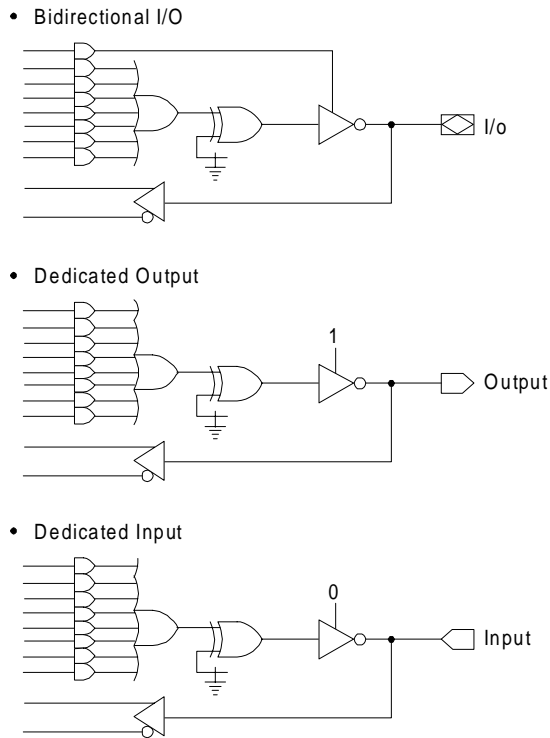 • Bidirectional I/O
I/o
• Dedicated Output
1
Output
• Dedicated Input
0
Input